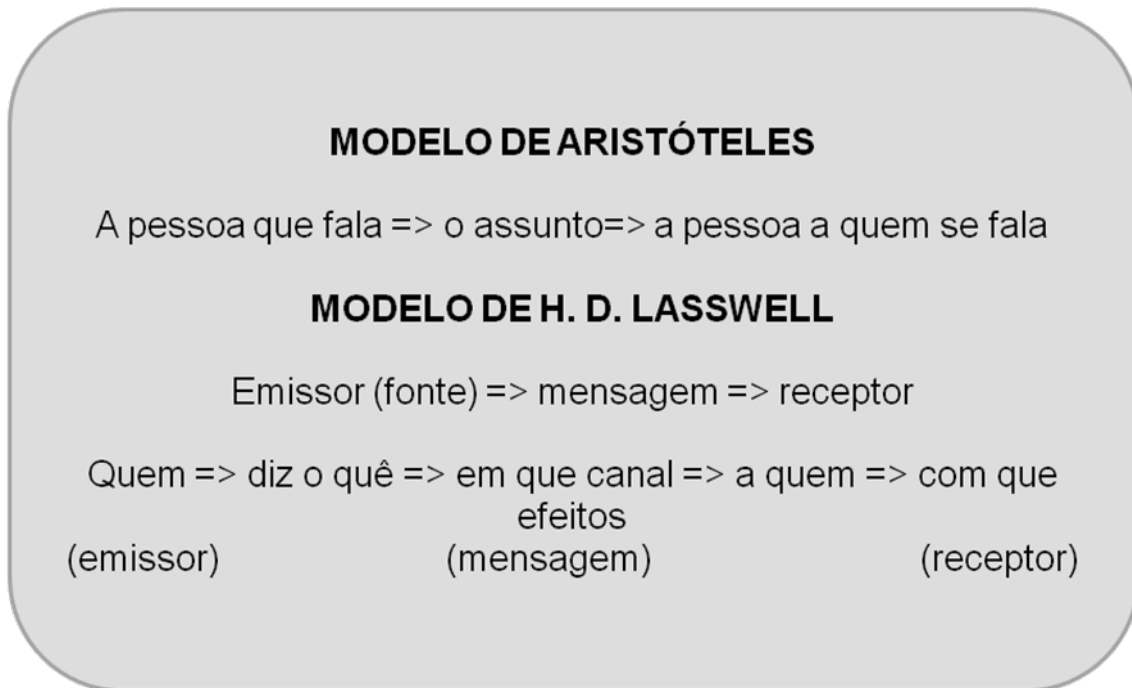 MODELO DE ARISTÓTELES
A pessoa que fala => o assunto=> a pessoa a quem se fala
MODELO DE H. D. LASSWELL
Emissor (fonte) => mensagem => receptor
Quem => diz o quê => em que canal => a quem => com que
efeitos
(emissor) (mensagem) (receptor)